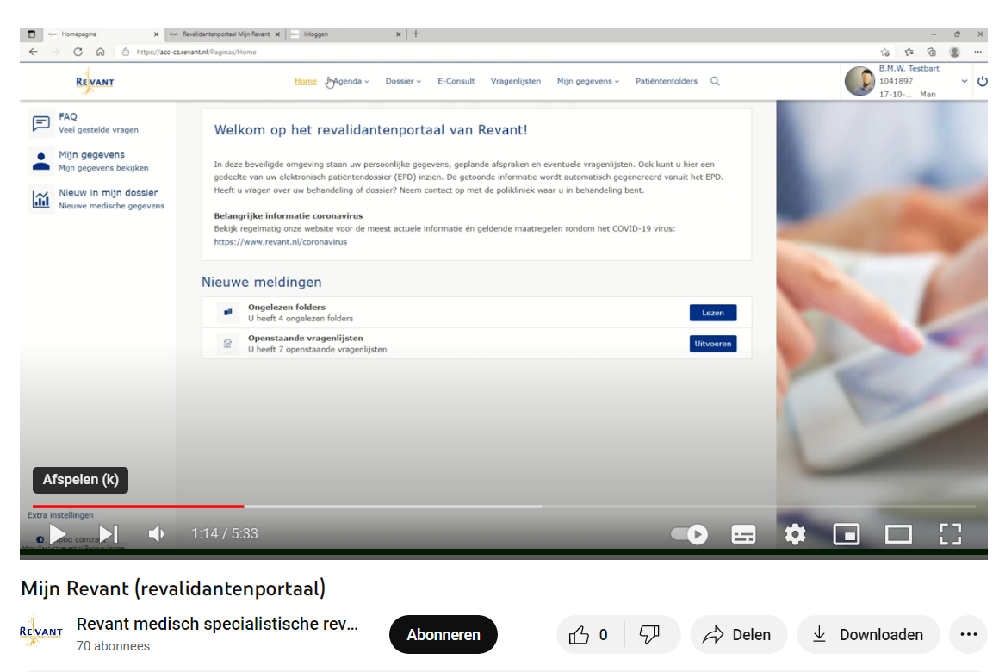 Homepagina
Revalidantenportaal Mijn Revant
Inloggen
https://acc-cz.revant.nl/Paginas/Home
REVANT
Home
Agenda
Dossier
E-Consult
Vragenlijsten
Mijn gegevens
Patiëntenfolders
B.M.W. Testbart
1041897
17-10-... Man
FAQ
Veel gestelde vragen
Mijn gegevens
Mijn gegevens bekijken
Nieuw in mijn dossier
Nieuwe medische gegevens
Welkom op het revalidantenportaal van Revant!
In deze beveiligde omgeving staan uw persoonlijke gegevens, geplande afspraken en eventuele vragenlijsten. Ook kunt u hier een
gedeelte van uw elektronisch patientendossier (EPD) inzien. De getoonde informatie wordt automatisch gegenereerd vanuit het EPD.
Heeft u vragen over uw behandeling of dossier? Neem contact op met de polikliniek waar u in behandeling bent.
Belangrijke informatie coronavirus
Bekijk regelmatig onze website voor de meest actuele informatie én geldende maatregelen rondom het COVID-19 virus:
https://www.revant.nl/coronavirus
Nieuwe meldingen
Ongelezen folders
U heeft 4 ongelezen folders
Lezen
Openstaande vragenlijsten
U heeft 7 openstaande vragenlijsten
Uitvoeren
Afspelen (k)
Extra instellingen
1:14 / 5:33
Mijn Revant (revalidantenportaal)
REVANT
Revant medisch specialistische rev...
70 abonnees
Abonneren
0
Delen
Downloaden